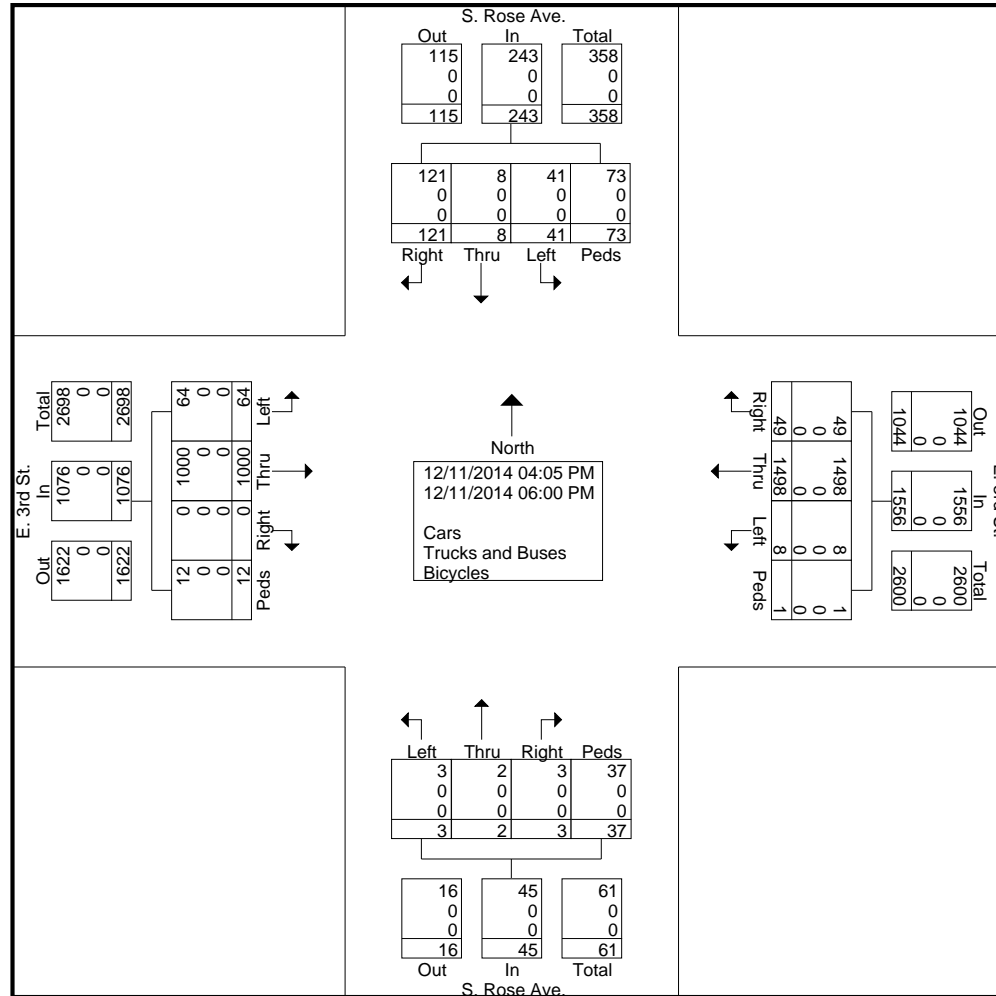 S. Rose Ave.
Out In Total
115 243 358
0 0 0
0 0 0
115 243 358
121 8 41 73
0 0 0 0
0 0 0 0
121 8 41 73
Right Thru Left Peds
Total
2698
0
0
2698
In
1076
0
0
1076
Out
1622
0
0
1622
E. 3rd St.
Left
64
0
0
64
Thru
1000
0
0
1000
Right
0
0
0
0
Peds
12
0
0
12
North
12/11/2014 04:05 PM
12/11/2014 06:00 PM
Cars
Trucks and Buses
Bicycles
Right
49
0
0
49
Thru
1498
0
0
1498
Left
8
0
0
8
Peds
1
0
0
1
Out
1044
0
0
1044
In
1556
0
0
1556
Total
2600
0
0
2600
Left Thru Right Peds
3 2 3 37
0 0 0 0
0 0 0 0
3 2 3 37
16 45 61
0 0 0
0 0 0
16 45 61
Out In Total
S. Rose Ave.